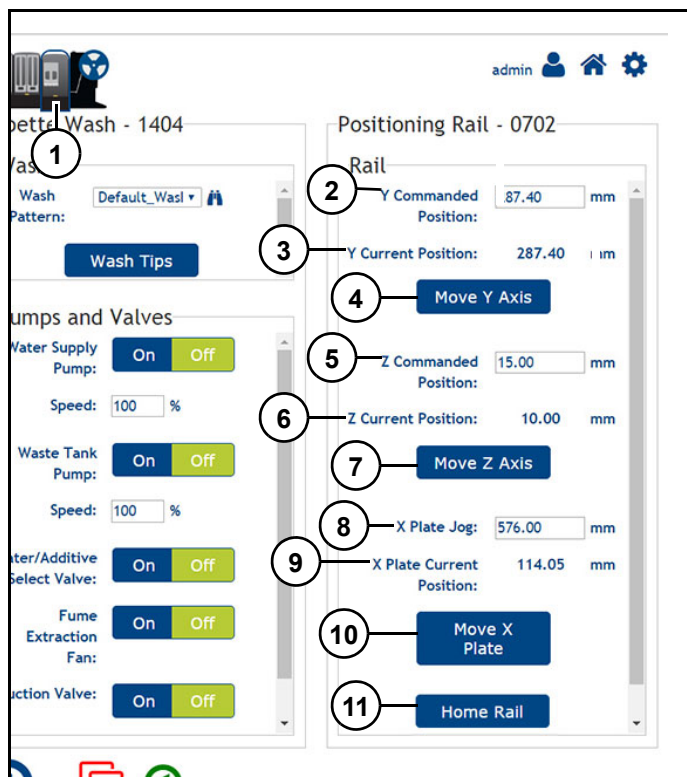 admin
1
pette Wash - 1404
Was
Wash
Pattern:
Default_Wasl
Wash Tips
umps and Valves
Water Supply
Pump:
On Off
Speed: 100 %
Waste Tank
Pump:
On Off
Speed: 100 %
ater/Additive
Select Valve:
On Off
Fume
Extraction
Fan:
On Off
uction Valve:
On Off
Positioning Rail - 0702
Rail
2
Y Commanded
Position:
87.40 mm
3
Y Current Position: 287.40 mm
4
Move Y Axis
5
Z Commanded
Position:
15.00 mm
6
Z Current Position: 10.00 mm
7
Move Z Axis
8
X Plate Jog: 576.00 mm
9
X Plate Current
Position:
114.05 mm
10
Move X
Plate
11
Home Rail